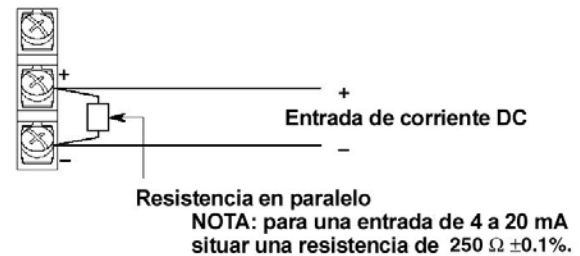 +
+
Entrada de corriente DC
–
–
Resistencia en paralelo
NOTA: para una entrada de 4 a 20 mA
situar una resistencia de 250 Ω ±0.1%.